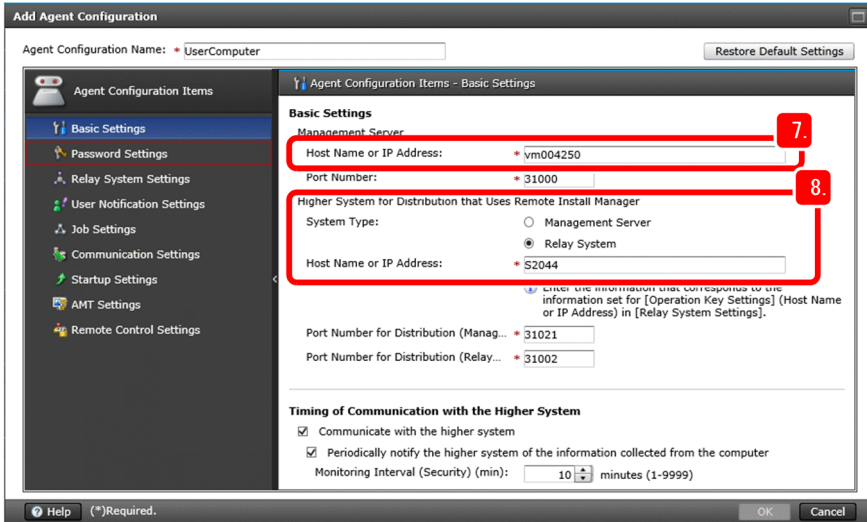 Add Agent Configuration
Agent Configuration Name: * UserComputer
Restore Default Settings
Agent Configuration Items
Basic Settings
Password Settings
Relay System Settings
User Notification Settings
Job Settings
Communication Settings
Startup Settings
AMT Settings
Remote Control Settings
Agent Configuration Items - Basic Settings
Basic Settings
Management Server
7.
Host Name or IP Address: * vm004250
Port Number: * 31000
8.
Higher System for Distribution that Uses Remote Install Manager
System Type: Management Server
Relay System
Host Name or IP Address: * S2044
Enter the information that corresponds to the
information set for [Operation Key Settings] (Host Name
or IP Address) in [Relay System Settings].
Port Number for Distribution (Manag... * 31021
Port Number for Distribution (Relay... * 31002
Timing of Communication with the Higher System
Communicate with the higher system
Periodically notify the higher system of the information collected from the computer
Monitoring Interval (Security) (min): 10 minutes (1-9999)
? Help (*)Required.
OK Cancel